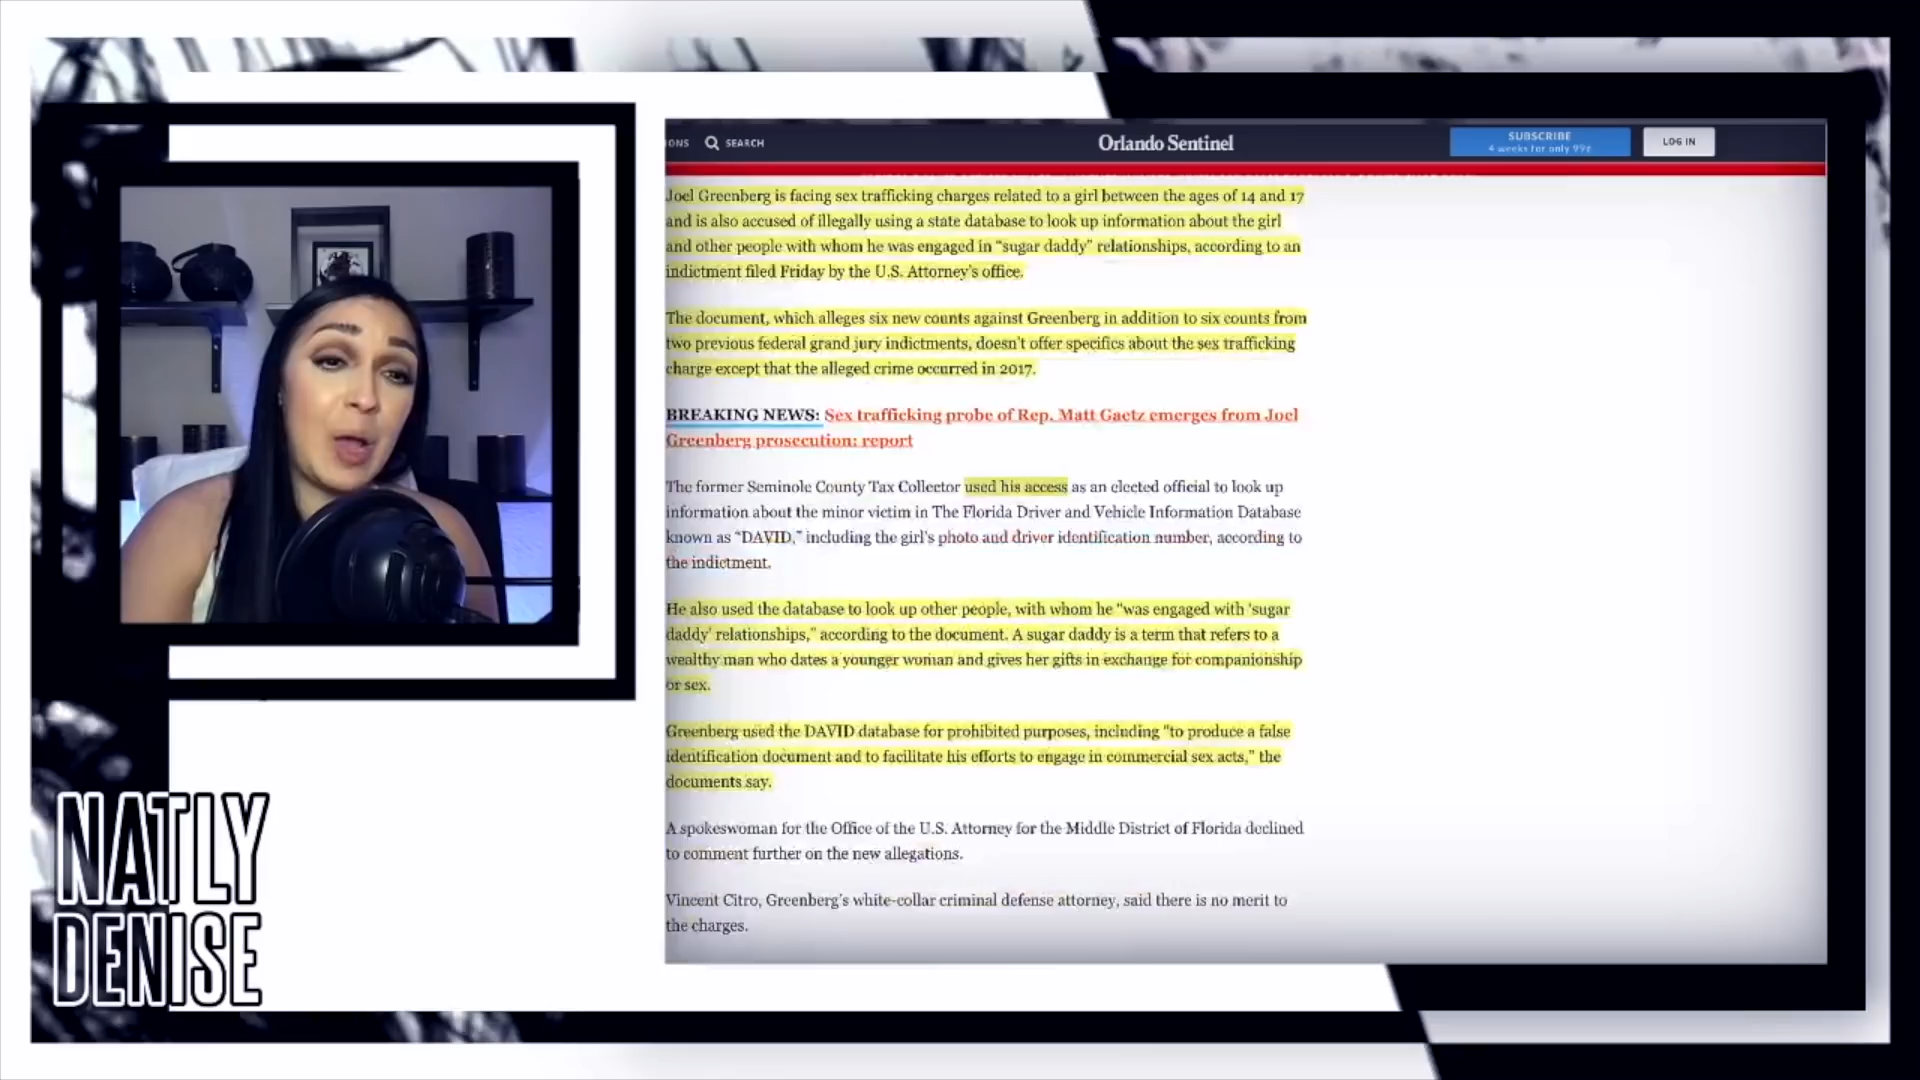 IONS
SEARCH
Orlando Sentinel
SUBSCRIBE
4 weeks for only 99¢
LOG IN
Joel Greenberg is facing sex trafficking charges related to a girl between the ages of 14 and 17
and is also accused of illegally using a state database to look up information about the girl
and other people with whom he was engaged in “sugar daddy” relationships, according to an
indictment filed Friday by the U.S. Attorney’s office.
The document, which alleges six new counts against Greenberg in addition to six counts from
two previous federal grand jury indictments, doesn’t offer specifics about the sex trafficking
charge except that the alleged crime occurred in 2017.
BREAKING NEWS: Sex trafficking probe of Rep. Matt Gaetz emerges from Joel
Greenberg prosecution: report
The former Seminole County Tax Collector used his access as an elected official to look up
information about the minor victim in The Florida Driver and Vehicle Information Database
known as “DAVID,” including the girl’s photo and driver identification number, according to
the indictment.
He also used the database to look up other people, with whom he “was engaged with ‘sugar
daddy’ relationships,” according to the document. A sugar daddy is a term that refers to a
wealthy man who dates a younger woman and gives her gifts in exchange for companionship
or sex.
Greenberg used the DAVID database for prohibited purposes, including “to produce a false
identification document and to facilitate his efforts to engage in commercial sex acts,” the
documents say.
A spokeswoman for the Office of the U.S. Attorney for the Middle District of Florida declined
to comment further on the new allegations.
Vincent Citro, Greenberg’s white-collar criminal defense attorney, said there is no merit to
the charges.
NATLY
DENISE